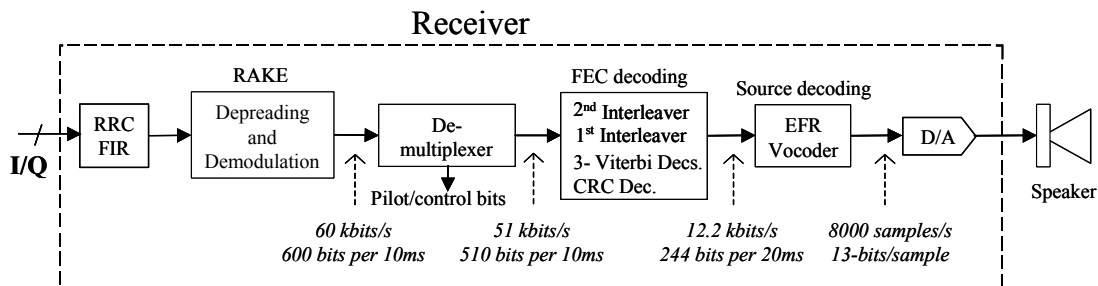 Receiver
RAKE
FEC decoding
Source decoding
I/Q
RRC
FIR
Depreading
and
Demodulation
De-
multiplexer
Pilot/control bits
2nd Interleaver
1st Interleaver
3- Viterbi Decs.
CRC Dec.
EFR
Vocoder
D/A
Speaker
60 kbits/s
600 bits per 10ms
51 kbits/s
510 bits per 10ms
12.2 kbits/s
244 bits per 20ms
8000 samples/s
13-bits/sample